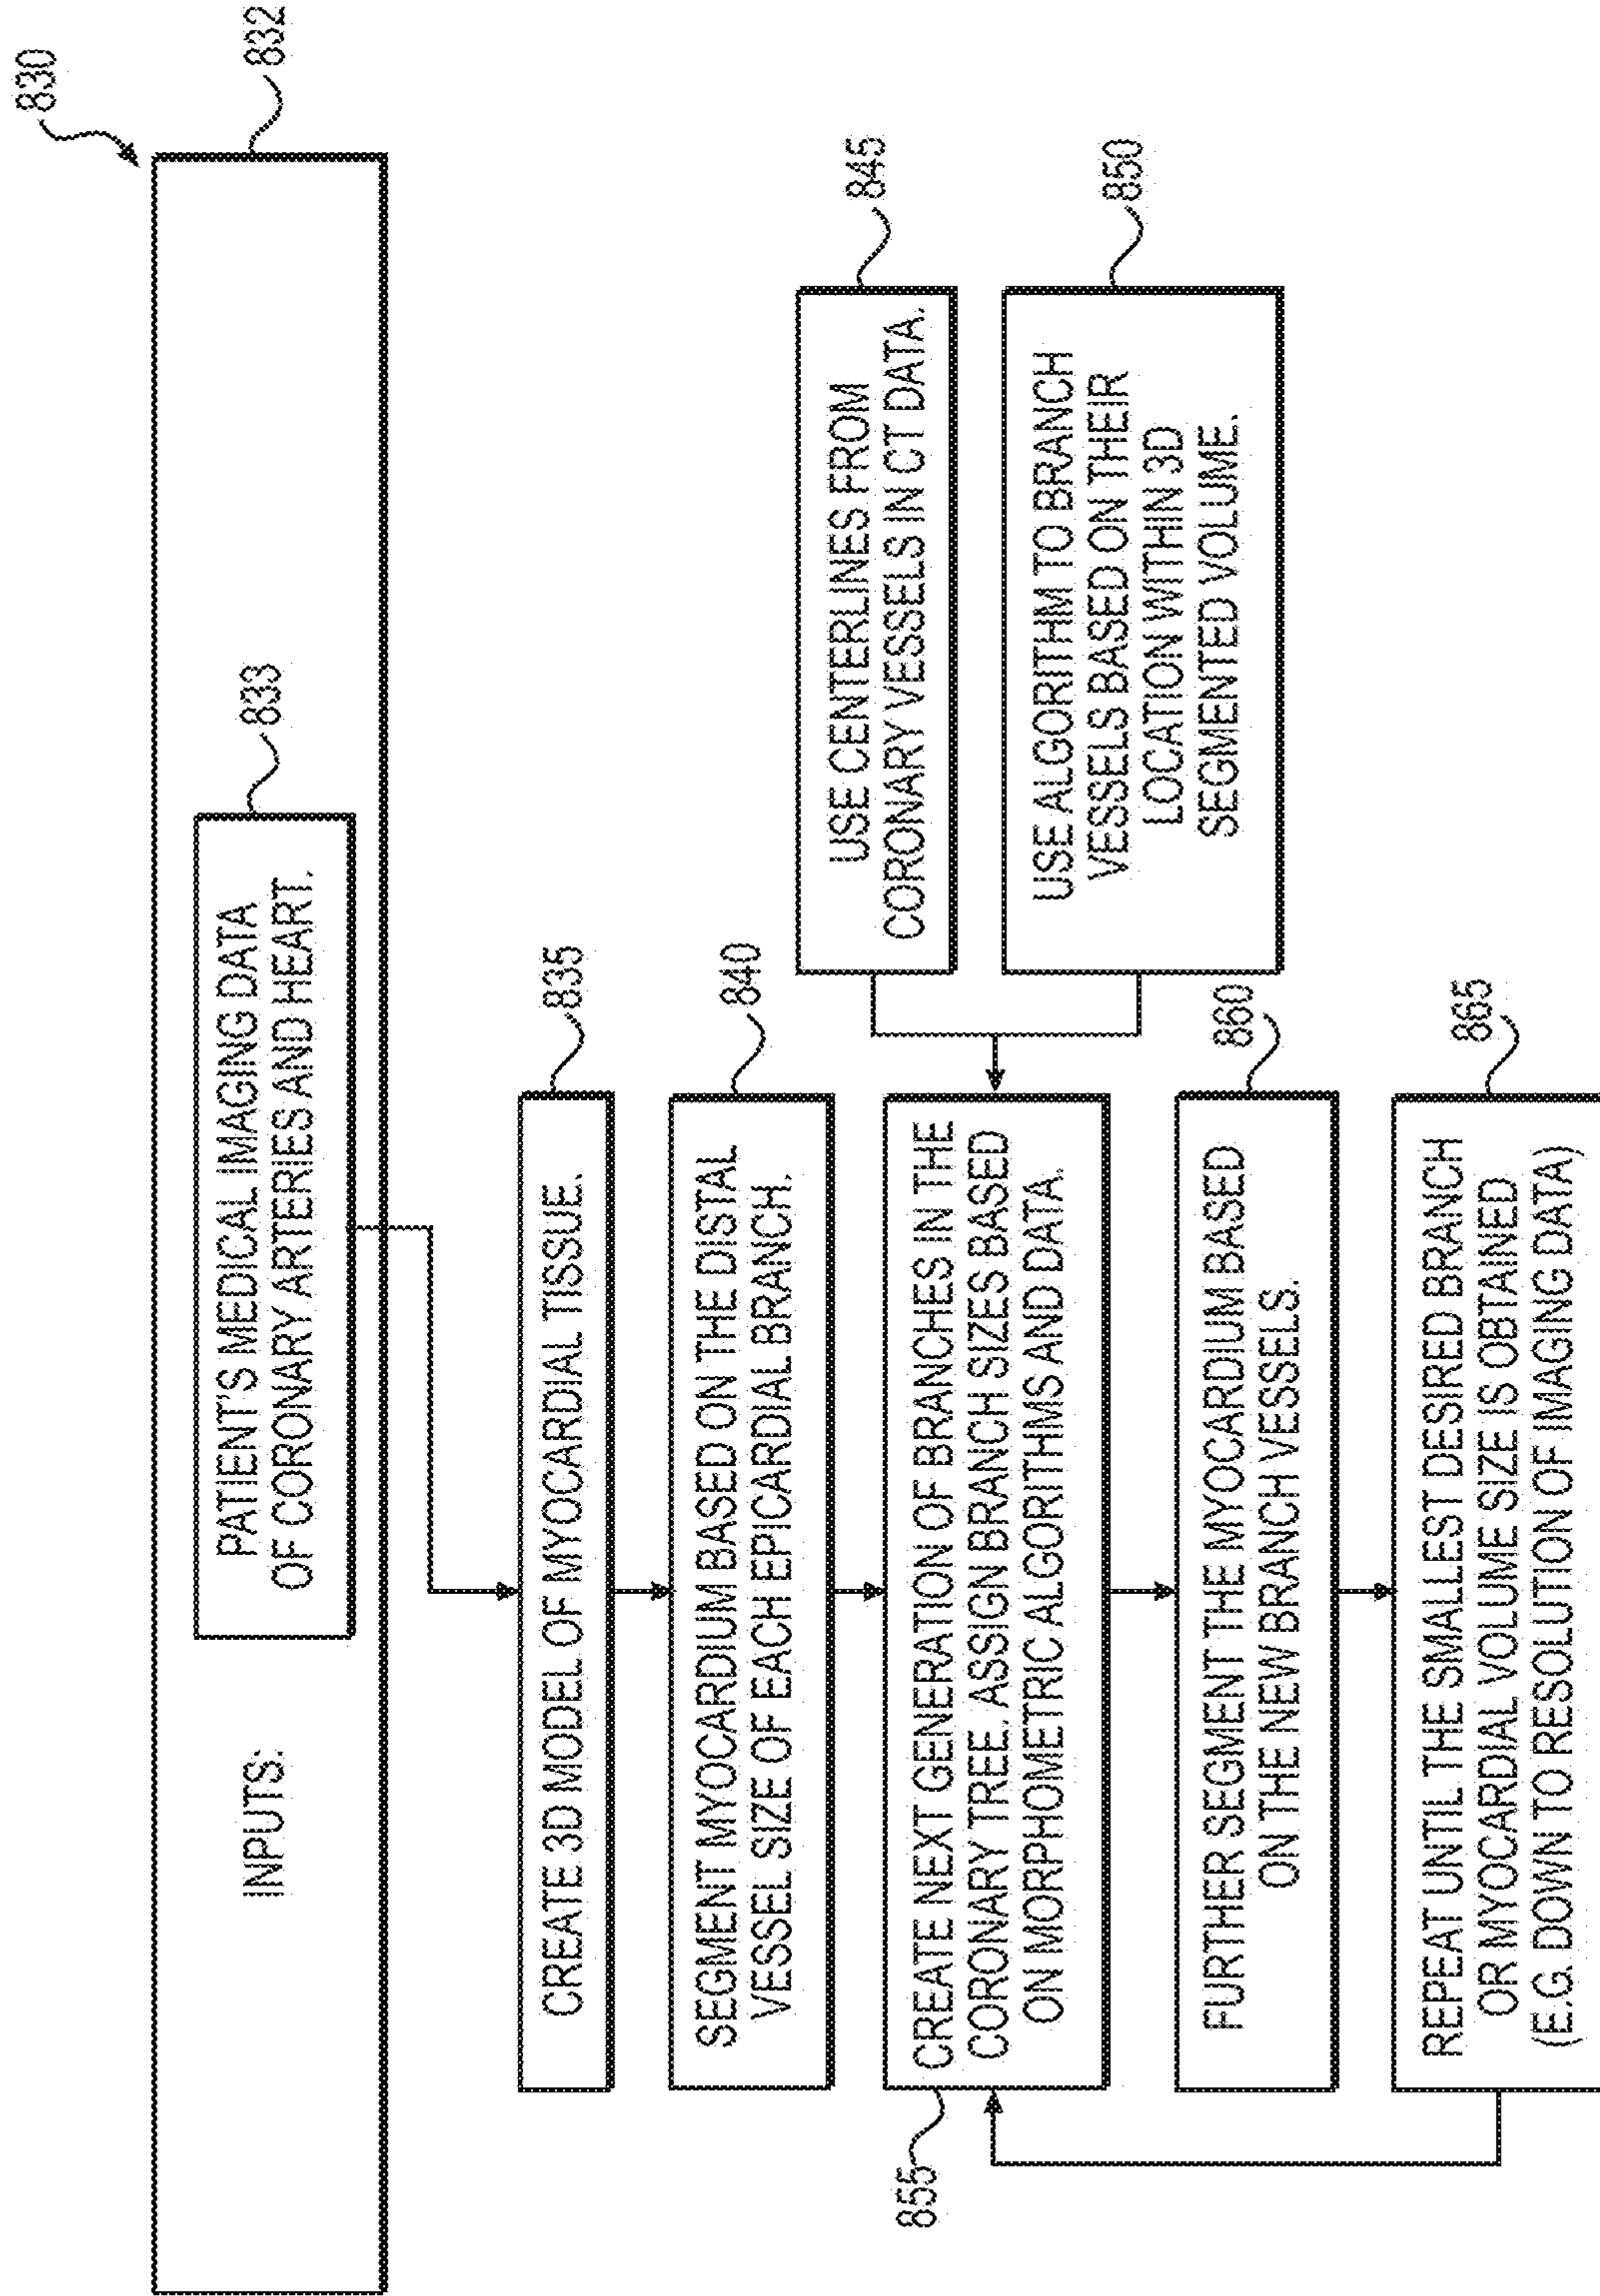 830
832
INPUTS:
833
PATIENT'S MEDICAL IMAGING DATA
OF CORONARY ARTERIES AND HEART.
835
CREATE 3D MODEL OF MYOCARDIAL TISSUE.
840
SEGMENT MYOCARDIUM BASED ON THE DISTAL
VESSEL SIZE OF EACH EPICARDIAL BRANCH.
845
USE CENTERLINES FROM
CORONARY VESSELS IN CT DATA.
850
USE ALGORITHM TO BRANCH
VESSELS BASED ON THEIR
LOCATION WITHIN 3D
SEGMENTED VOLUME.
855
CREATE NEXT GENERATION OF BRANCHES IN THE
CORONARY TREE. ASSIGN BRANCH SIZES BASED
ON MORPHOMETRIC ALGORITHMS AND DATA.
860
FURTHER SEGMENT THE MYOCARDIUM BASED
ON THE NEW BRANCH VESSELS.
865
REPEAT UNTIL THE SMALLEST DESIRED BRANCH
OR MYOCARDIAL VOLUME SIZE IS OBTAINED
(E.G. DOWN TO RESOLUTION OF IMAGING DATA)